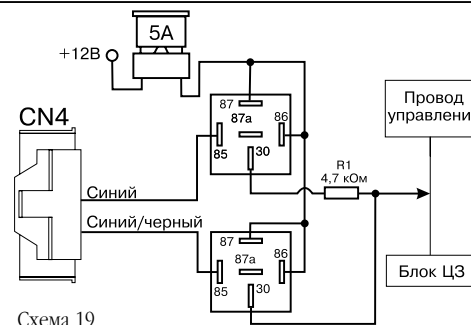 5А
+12В
CN4
87
87а
86
85
30
R1
4,7 кОм
Провод
управлени
Синий
Синий/черный
87
87а
86
85
30
Блок ЦЗ
Схема 19